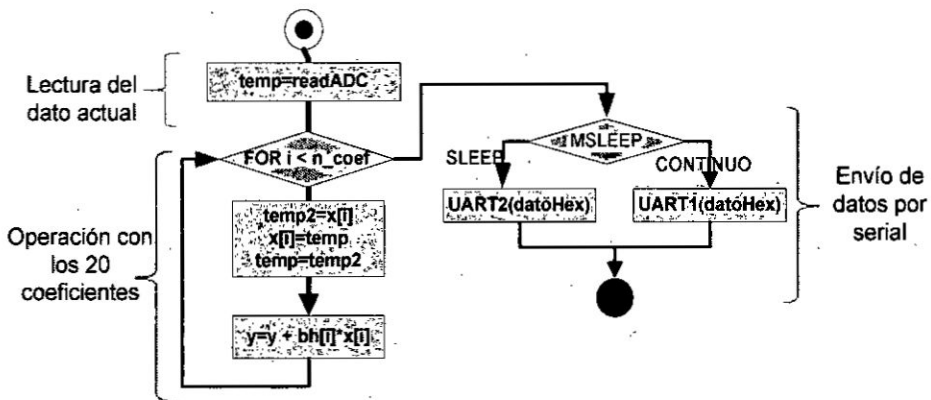 Lectura del
dato actual
temp=readADC
FOR i < n_coef
Operación con
los 20
coeficientes
temp2=x[i]
x[i]=temp
temp=temp2
y=y + bh[i]*x[i]
MSLEEP
SLEEP
CONTINUO
UART2(datoHex)
UART1(datoHex)
Envío de
datos por
serial